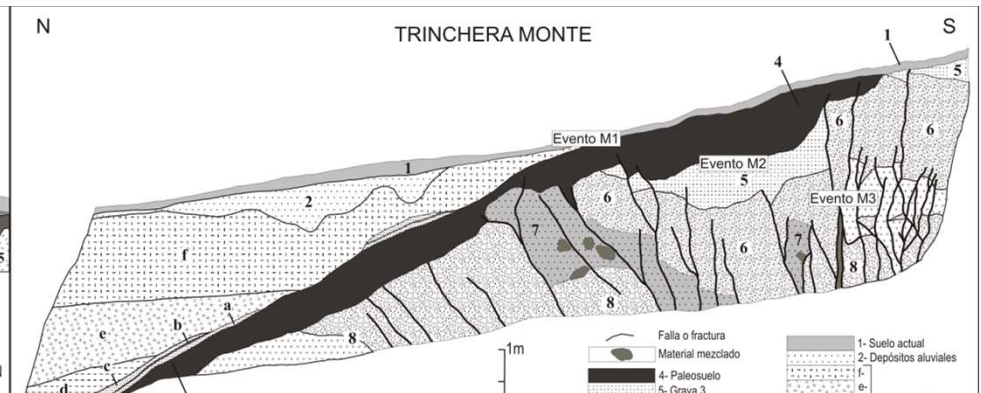 N
TRINCHERA MONTE
S
1
4
5
6
6
Evento M1
1
Evento M2
5
2
6
Evento M3
7
6
7
f
8
8
a
e
b
8
c
d
1m
Falla o fractura
Material mezclado
4- Paleosuelo
5- Grava 3
1- Suelo actual
2- Depósitos aluviales
f-
e-
5